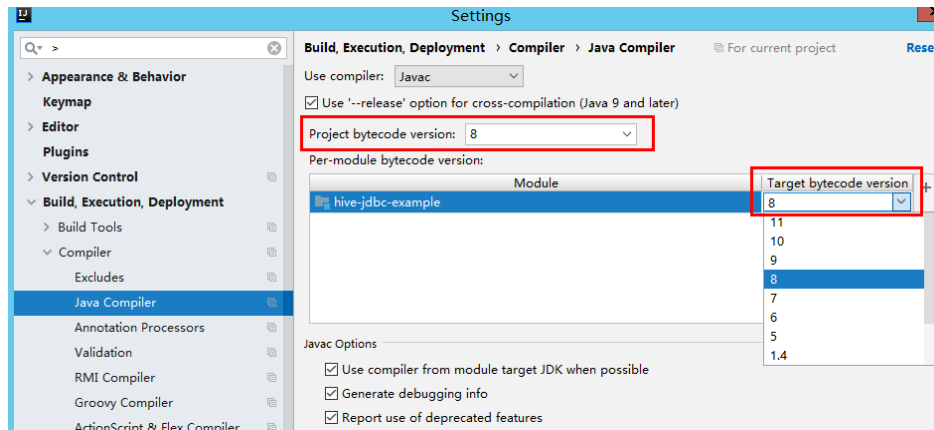 Settings
>
Appearance & Behavior
Keymap
Editor
Plugins
Version Control
Build, Execution, Deployment
Build Tools
Compiler
Excludes
Java Compiler
Annotation Processors
Validation
RMI Compiler
Groovy Compiler
ActionScript & Flex Compiler
Build, Execution, Deployment › Compiler › Java Compiler For current project
Use compiler: Javac
Use '--release' option for cross-compilation (Java 9 and later)
Project bytecode version: 8
Per-module bytecode version:
Module Target bytecode version
hive-jdbc-example 8
11
10
9
8
7
6
5
1.4
Javac Options
Use compiler from module target JDK when possible
Generate debugging info
Report use of deprecated features